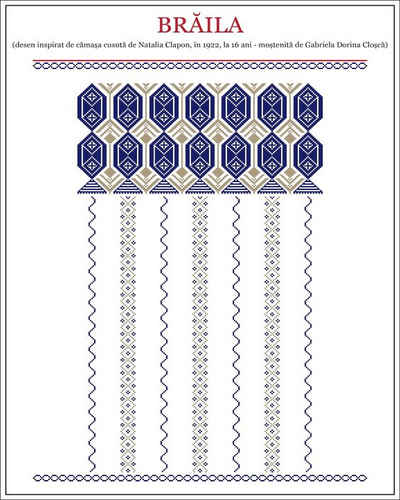 BRĂILA
(desen inspirat de cămașa cusută de Natalia Clapon, în 1922, la 16 ani - moștenită de Gabriela Dorina Cloșcă)